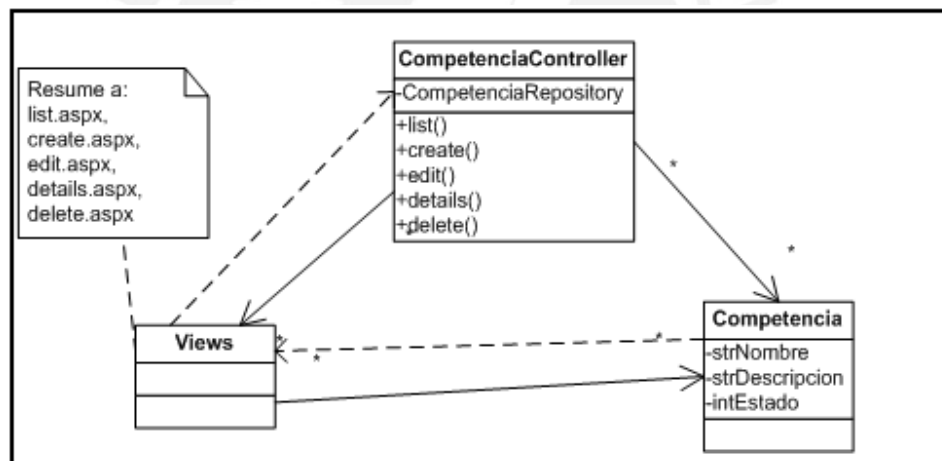 Resume a:
list.aspx,
create.aspx,
edit.aspx,
details.aspx,
delete.aspx
CompetenciaController
-CompetenciaRepository
+list()
+create()
+edit()
+details()
+delete()
*
*
*
Views
*
*
*
Competencia
-strNombre
-strDescripcion
-intEstado